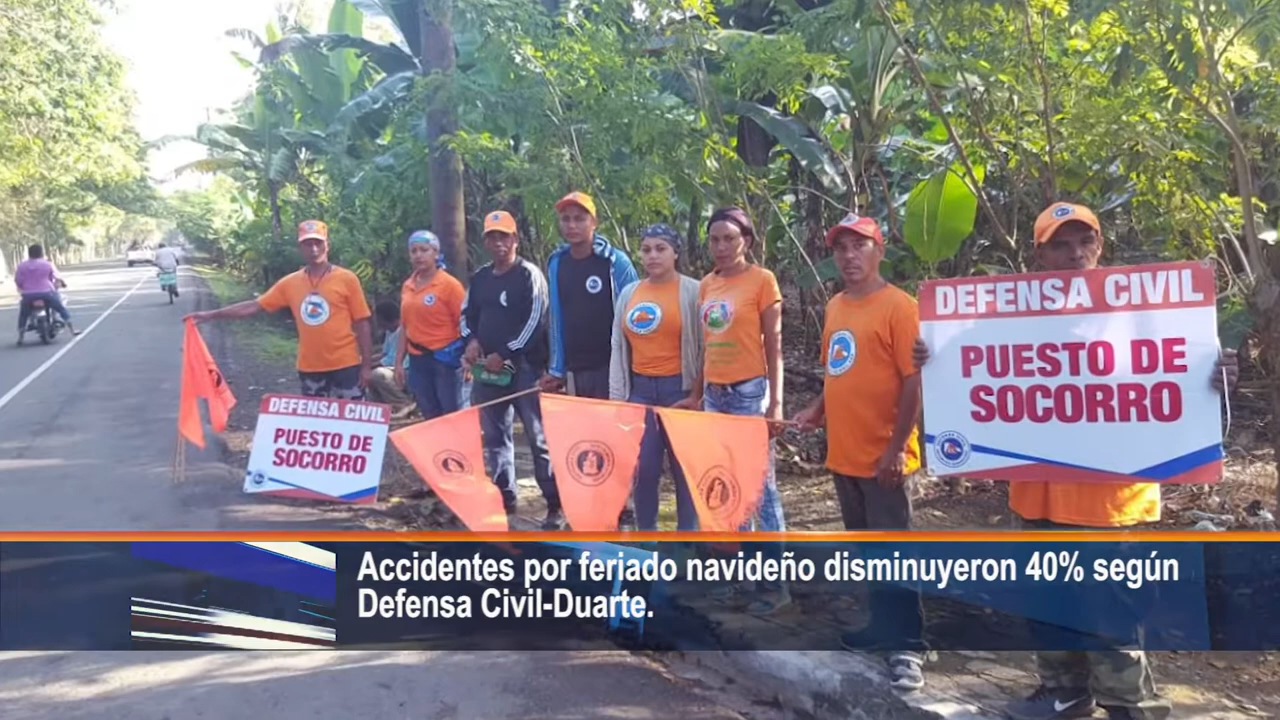 DEFENSA CIVIL
PUESTO DE
SOCORRO
DEFENSA CIVIL
PUESTO DE
SOCORRO
Accidentes por feriado navideño disminuyeron 40% según
Defensa Civil-Duarte.